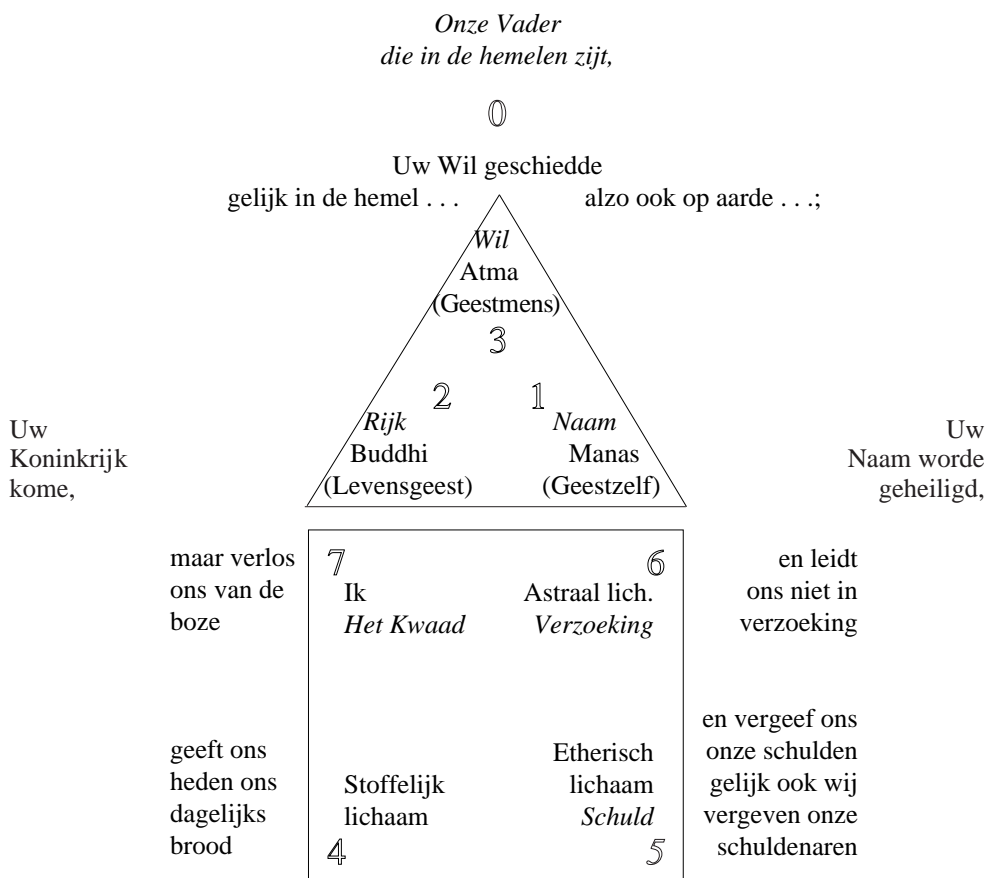 Onze Vader
die in de hemelen zijt,
0
Uw Wil geschiedde
gelijk in de hemel . . . alzo ook op aarde . . .;
Wil
Atma
(Geestmens)
3
2 1
Rijk Naam
Buddhi Manas
(Levensgeest) (Geestzelf)
Uw
Koninkrijk
kome,
Uw
Naam worde
geheiligd,
maar verlos
ons van de
boze
7
Ik
Het Kwaad
6
Astraal lich.
Verzoeking
en leidt
ons niet in
verzoeking
geeft ons
heden ons
dagelijks
brood
Stoffelijk
lichaam
4
Etherisch
lichaam
Schuld
5
en vergeef ons
onze schulden
gelijk ook wij
vergeven onze
schuldenaren